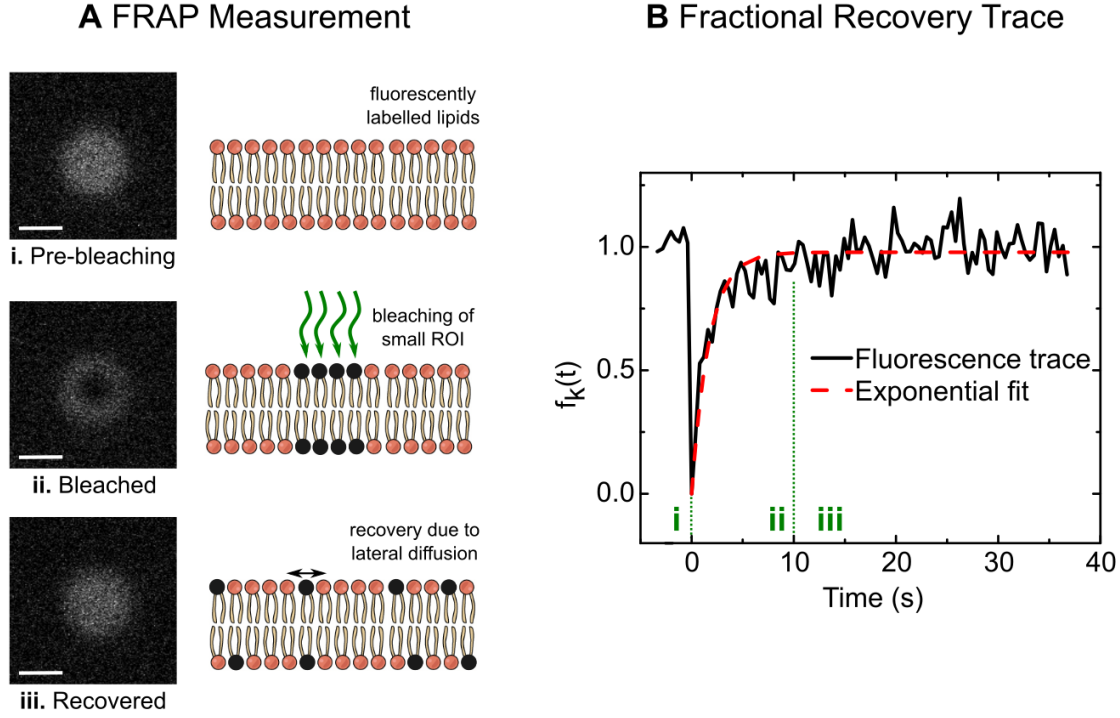 A FRAP Measurement
fluorescently
labelled lipids
i. Pre-bleaching
bleaching of
small ROI
ii. Bleached
recovery due to
lateral diffusion
iii. Recovered
B Fractional Recovery Trace
1.0
0.5
0.0
fk(t)
Fluorescence trace
Exponential fit
i
ii
iii
0
10
20
30
40
Time (s)